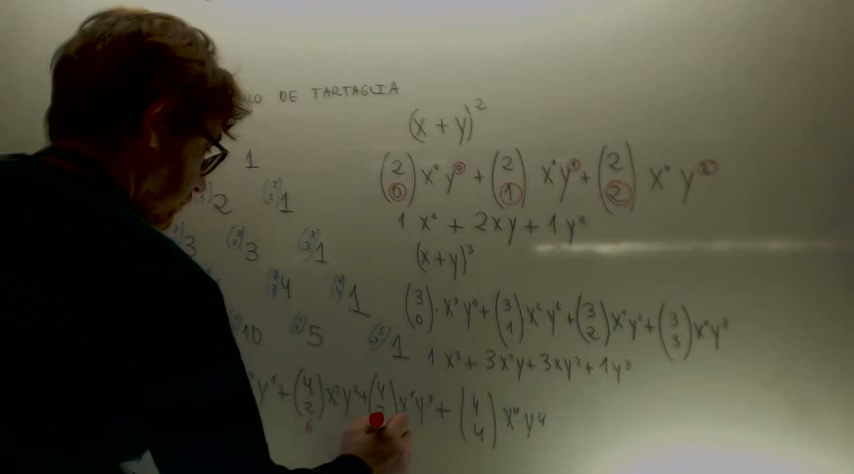 DE TARTAGLIA
(x + y)²
1
(2 0) x² y⁰ + (2 1) x¹ y¹ + (2 2) x⁰ y²
2 1
1 x² + 2xy + 1 y²
3 3 1
(x+y)³
4 1
(3 0) · x³ y⁰ + (3 1) x² y¹ + (3 2) x¹ y² + (3 3) x⁰ y³
10 5 1
1 x³ + 3x²y + 3xy² + 1 y³
y¹ + (4 2) x² y² + (4 3) x¹ y³ + (4 4) x⁰ y⁴
6